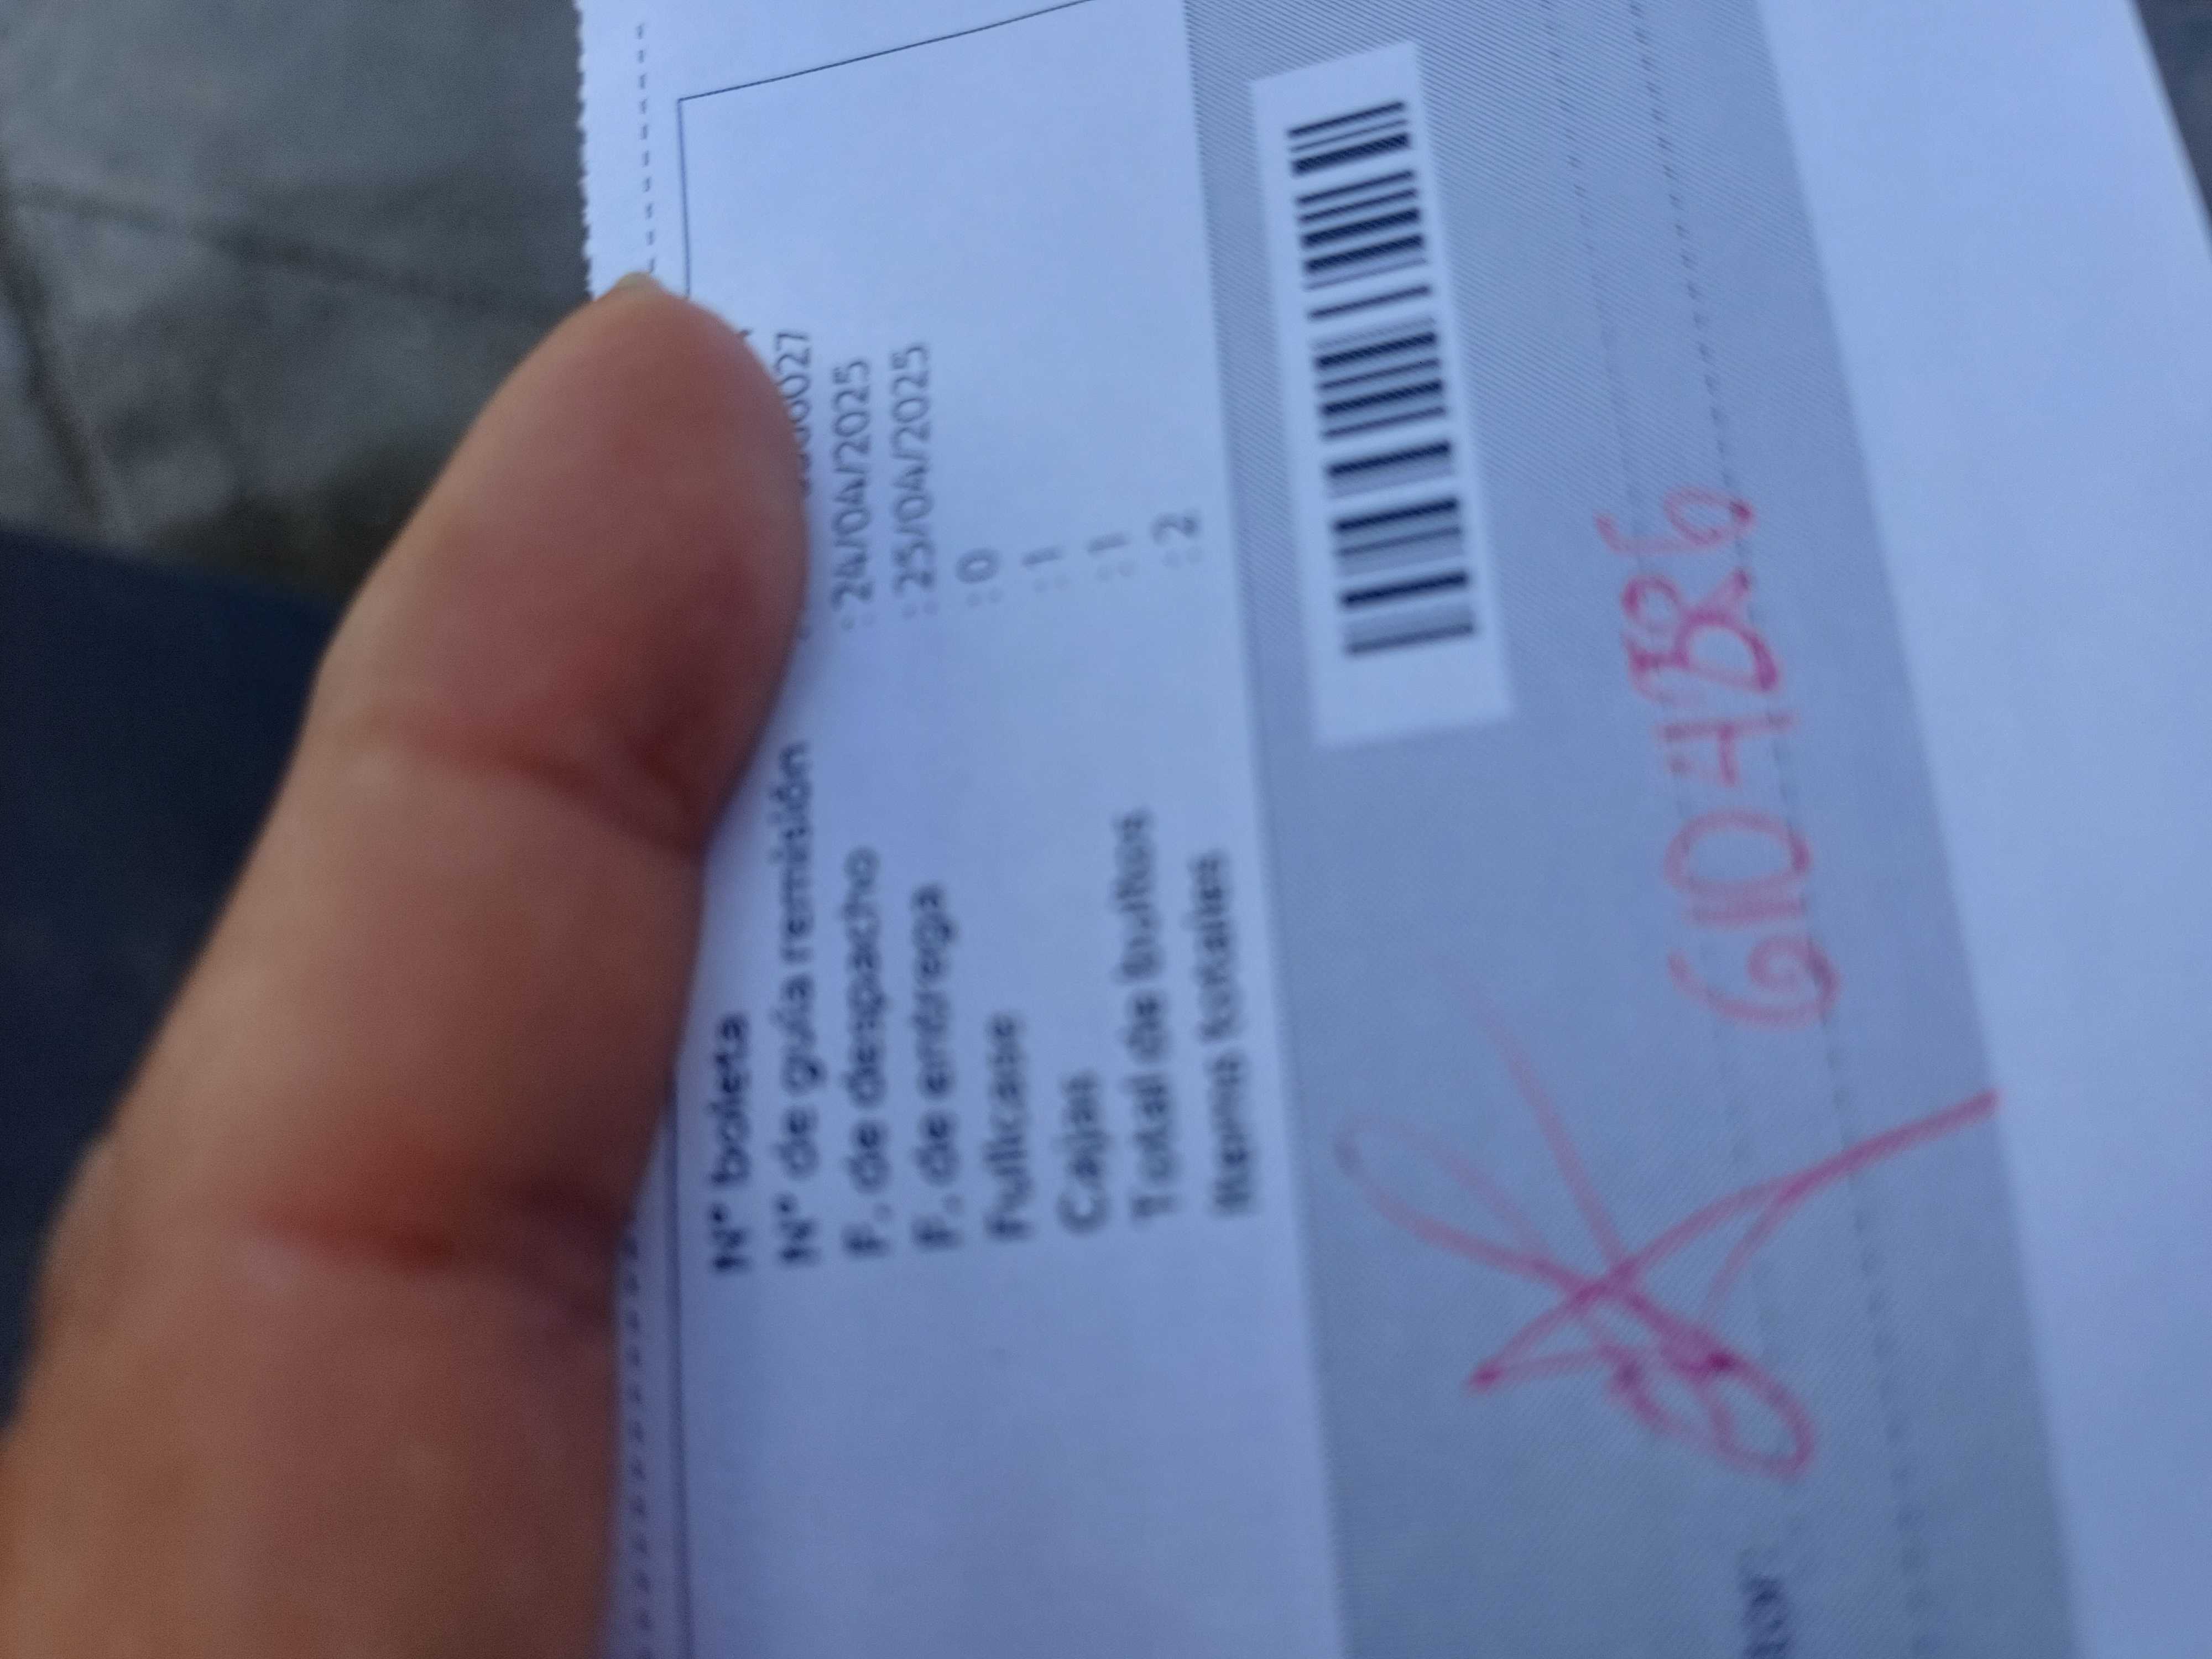 N° boleta
N° de guía remisión : 000027
F. de despacho : 24/04/2025
F. de entrega : 25/04/2025
Fullcase : 0
Cajas : 1
Total de bultos : 1
Items totales : 2